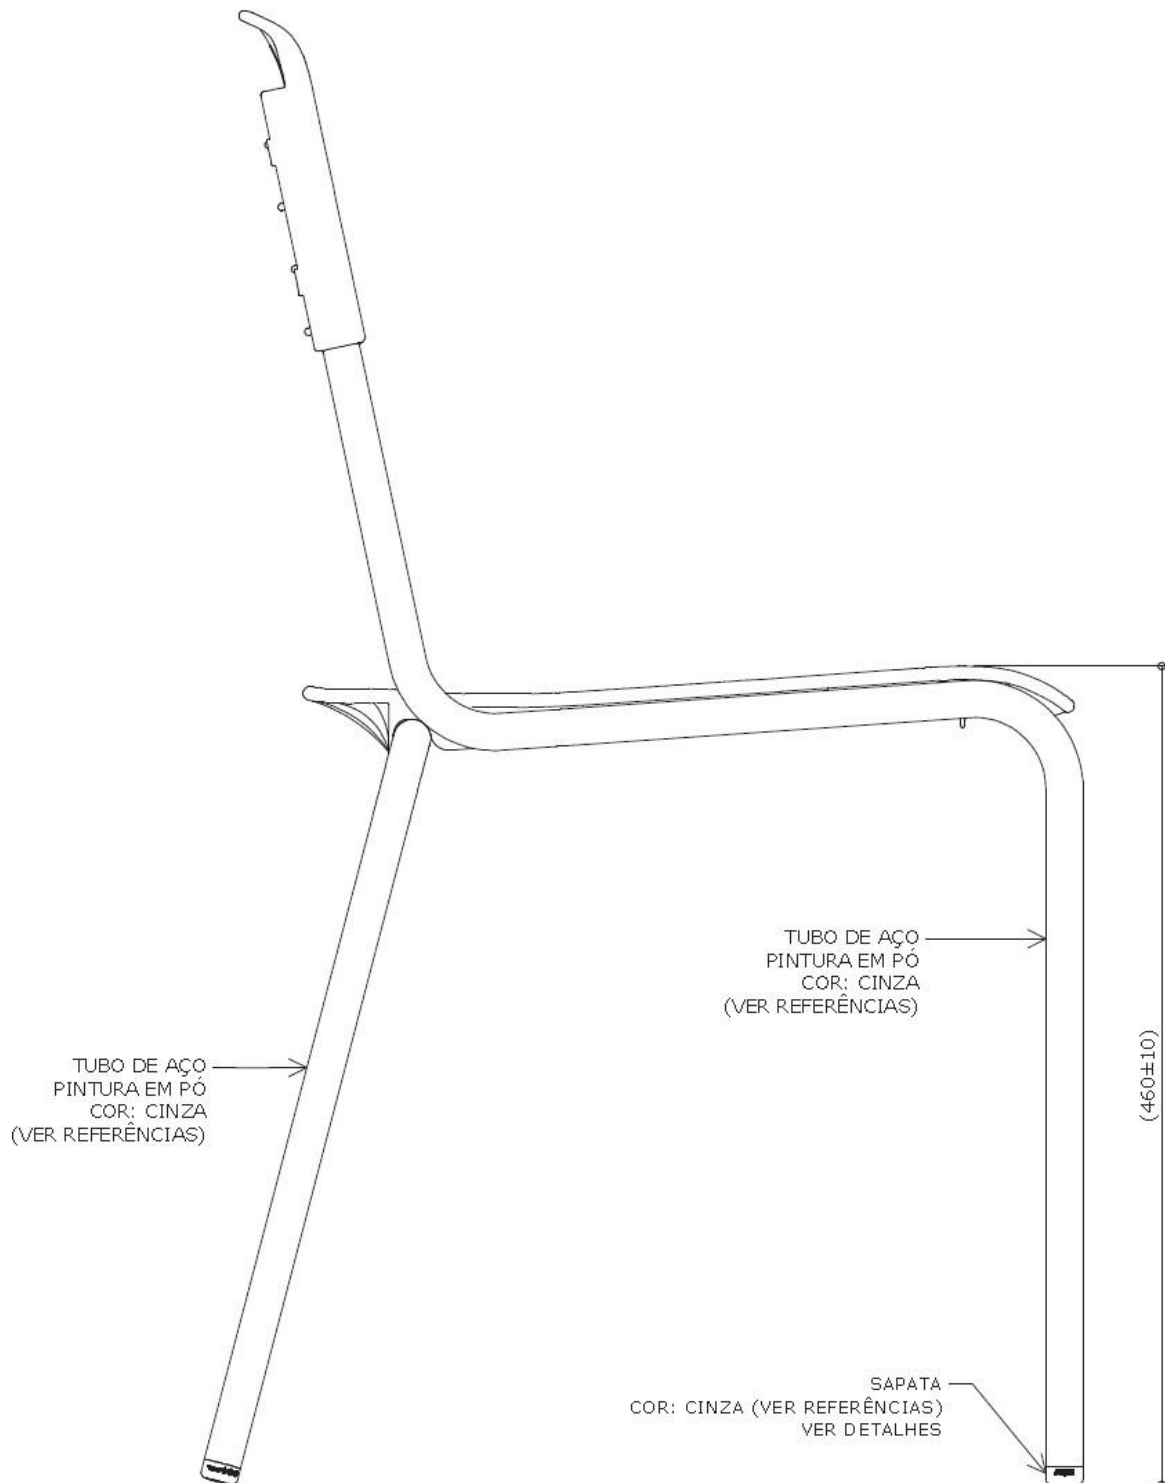 TUBO DE AÇO
PINTURA EM PÓ
COR: CINZA
(VER REFERÊNCIAS)
TUBO DE AÇO
PINTURA EM PÓ
COR: CINZA
(VER REFERÊNCIAS)
(460±10)
SAPATA
COR: CINZA (VER REFERÊNCIAS)
VER DETALHES